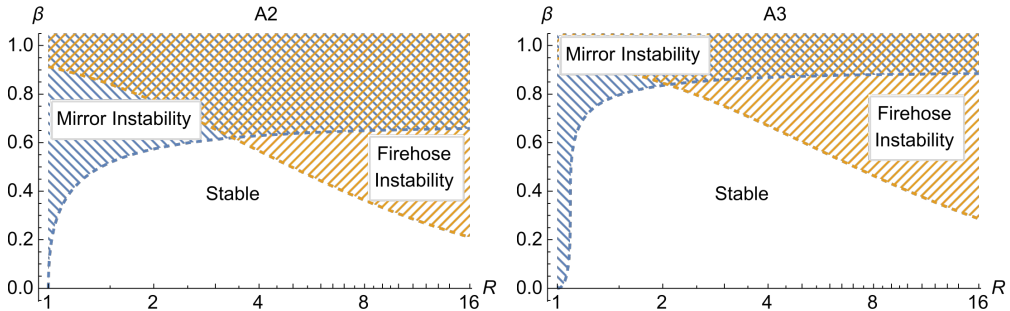 β
A2
1.0
0.8
0.6
0.4
0.2
0.0
Mirror Instability
Firehose
Instability
Stable
1
2
4
8
16
R
β
A3
1.0
0.8
0.6
0.4
0.2
0.0
Mirror Instability
Firehose
Instability
Stable
1
2
4
8
16
R